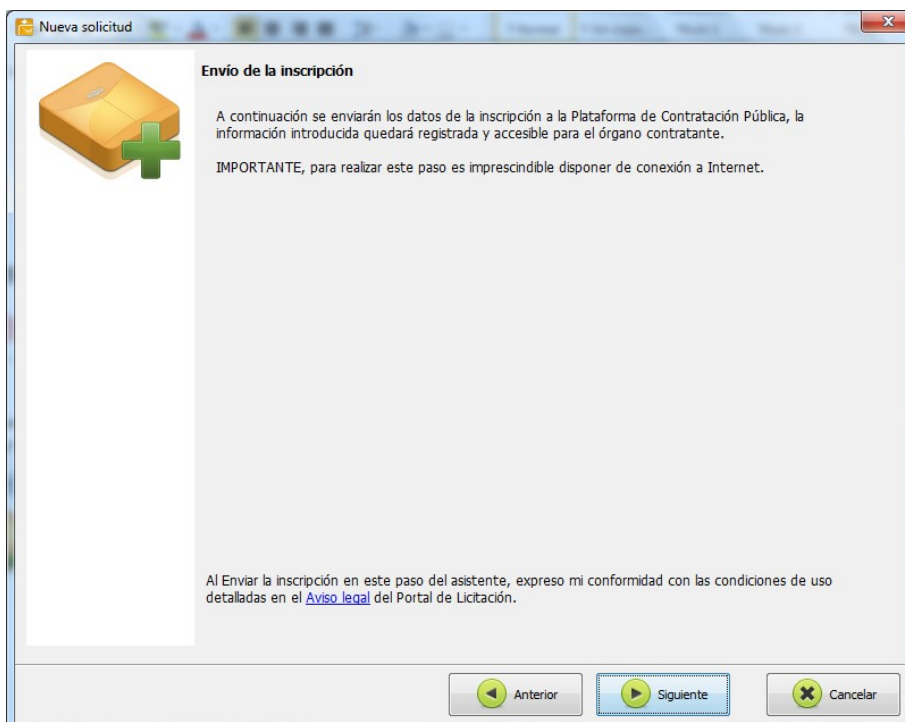 Nueva solicitud
Envío de la inscripción
A continuación se enviarán los datos de la inscripción a la Plataforma de Contratación Pública, la
información introducida quedará registrada y accesible para el órgano contratante.
IMPORTANTE, para realizar este paso es imprescindible disponer de conexión a Internet.
Al Enviar la inscripción en este paso del asistente, expreso mi conformidad con las condiciones de uso
detalladas en el Aviso legal del Portal de Licitación.
Anterior
Siguiente
Cancelar